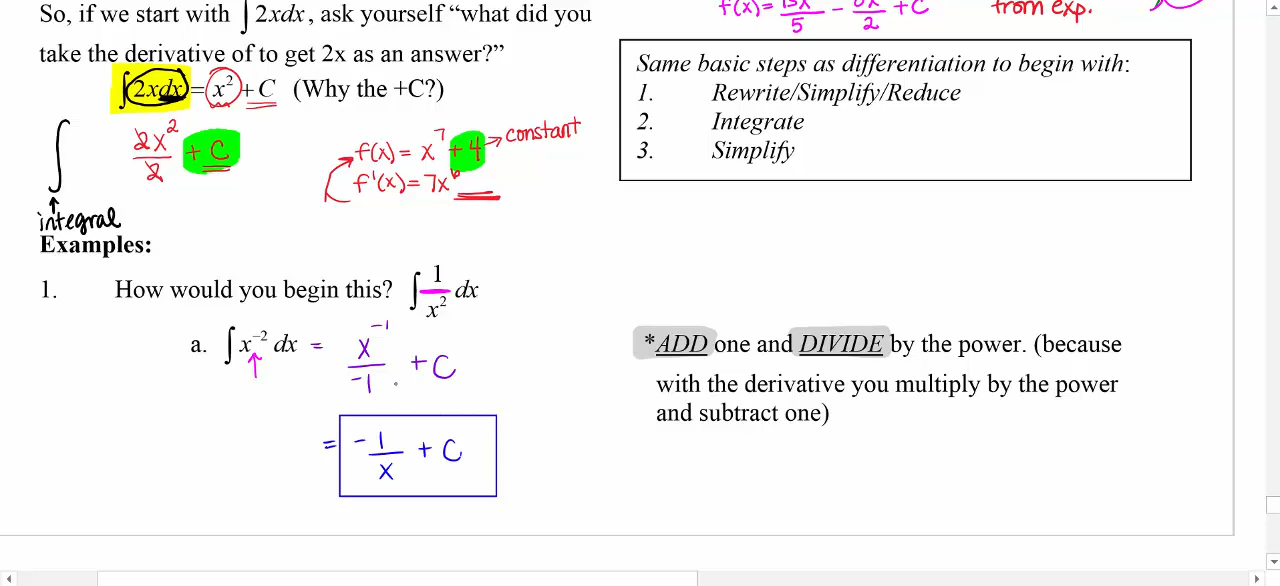 So, if we start with ∫2xdx, ask yourself “what did you
take the derivative of to get 2x as an answer?”
∫2xdx = x² + C (Why the +C?)
∫ 2x²/2 + C
f(x) = x⁷ + 4 → constant
f'(x) = 7x⁶
integral
from exp.
Same basic steps as differentiation to begin with:
1. Rewrite/Simplify/Reduce
2. Integrate
3. Simplify
Examples:
1. How would you begin this? ∫ 1/x² dx
a. ∫ x⁻² dx = x⁻¹/-1 + C
= -1/x + C
*ADD one and DIVIDE by the power. (because
with the derivative you multiply by the power
and subtract one)